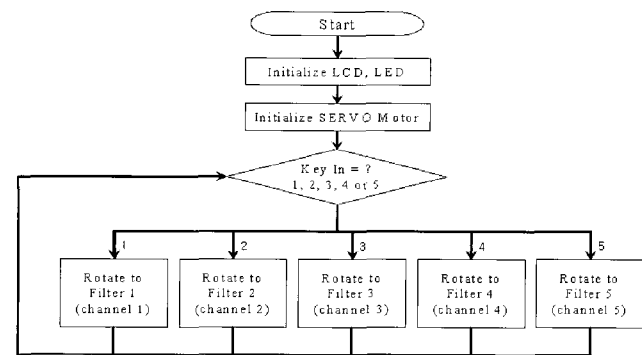 Start
Initialize LCD, LED
Initialize SERVO Motor
Key In = ?
1, 2, 3, 4 or 5
1
2
3
4
5
Rotate to
Filter 1
(channel 1)
Rotate to
Filter 2
(channel 2)
Rotate to
Filter 3
(channel 3)
Rotate to
Filter 4
(channel 4)
Rotate to
Filter 5
(channel 5)